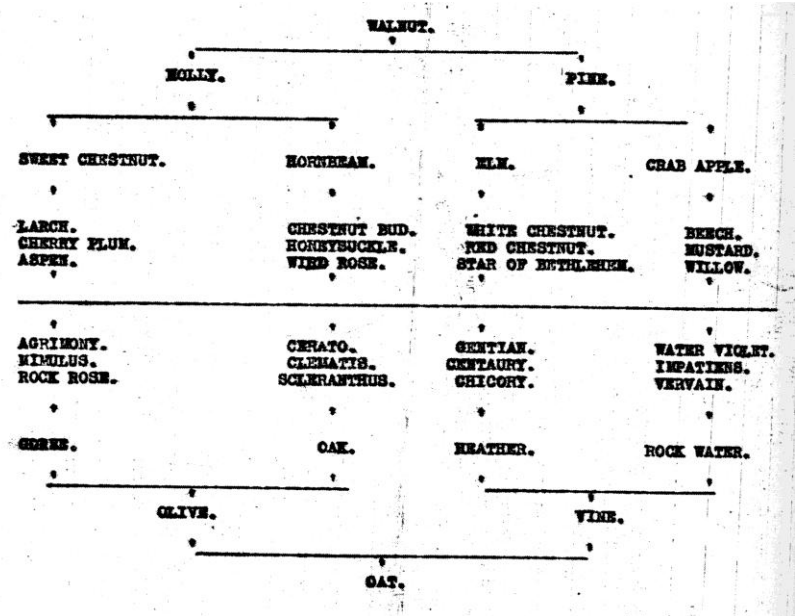 WALNUT.
HOLLY. PINE.
SWEET CHESTNUT. HORNBEAM. ELM. CRAB APPLE.
LARCH. CHESTNUT BUD. WHITE CHESTNUT. BEECH.
CHERRY PLUM. HONEYSUCKLE. RED CHESTNUT. MUSTARD.
ASPEN. WIRD ROSE. STAR OF BETHLEHEM. WILLOW.
AGRIMONY. CERATO. GENTIAN. WATER VIOLET.
MIMULUS. CLEMATIS. CENTAURY. IMPATIENS.
ROCK ROSE. SCLERANTHUS. CHICORY. VERVAIN.
GORSE. OAK. HEATHER. ROCK WATER.
OLIVE. VINE.
OAT.